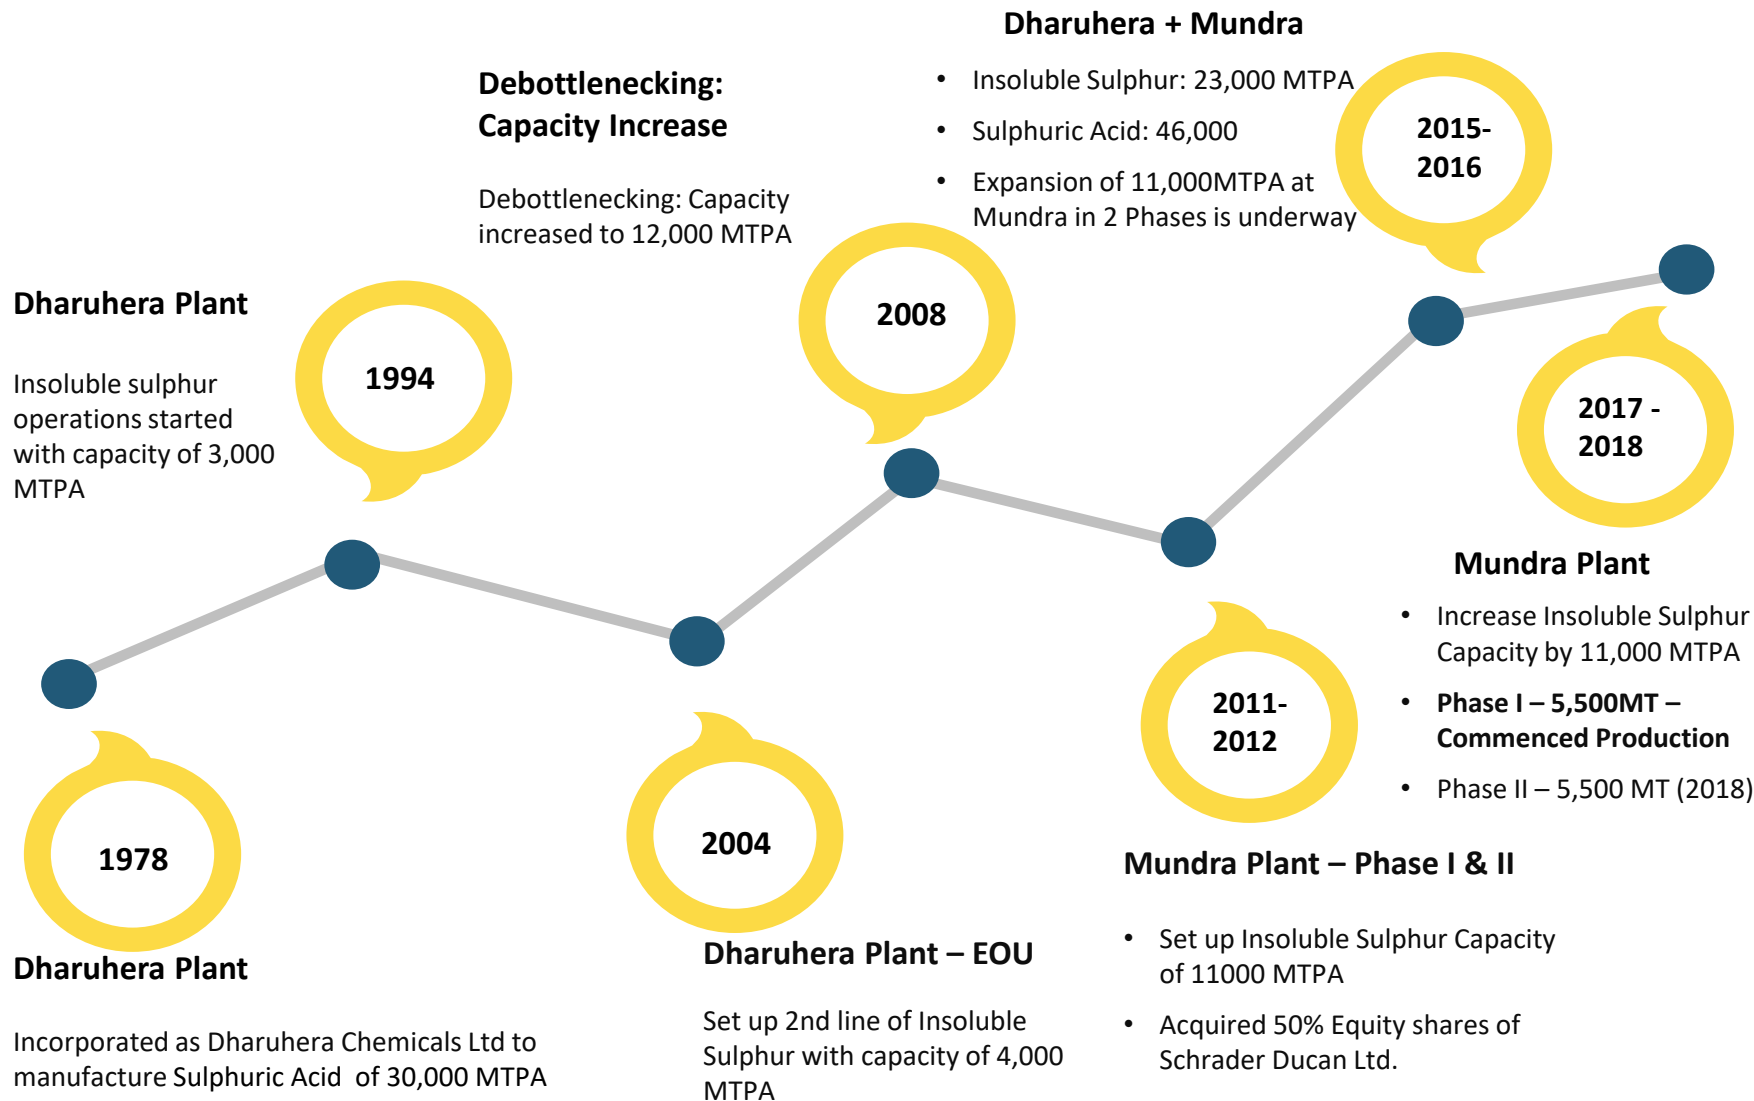 Dharuhera + Mundra
• Insoluble Sulphur: 23,000 MTPA
• Sulphuric Acid: 46,000
• Expansion of 11,000MTPA at
Mundra in 2 Phases is underway
2015-
2016
Debottlenecking:
Capacity Increase
Debottlenecking: Capacity
increased to 12,000 MTPA
2008
Dharuhera Plant
Insoluble sulphur
operations started
with capacity of 3,000
MTPA
1994
2017 -
2018
Mundra Plant
• Increase Insoluble Sulphur
Capacity by 11,000 MTPA
• Phase I – 5,500MT –
Commenced Production
• Phase II – 5,500 MT (2018)
1978
Dharuhera Plant
Incorporated as Dharuhera Chemicals Ltd to
manufacture Sulphuric Acid  of 30,000 MTPA
2004
Dharuhera Plant – EOU
Set up 2nd line of Insoluble
Sulphur with capacity of 4,000
MTPA
2011-
2012
Mundra Plant – Phase I & II
• Set up Insoluble Sulphur Capacity
of 11000 MTPA
• Acquired 50% Equity shares of
Schrader Ducan Ltd.